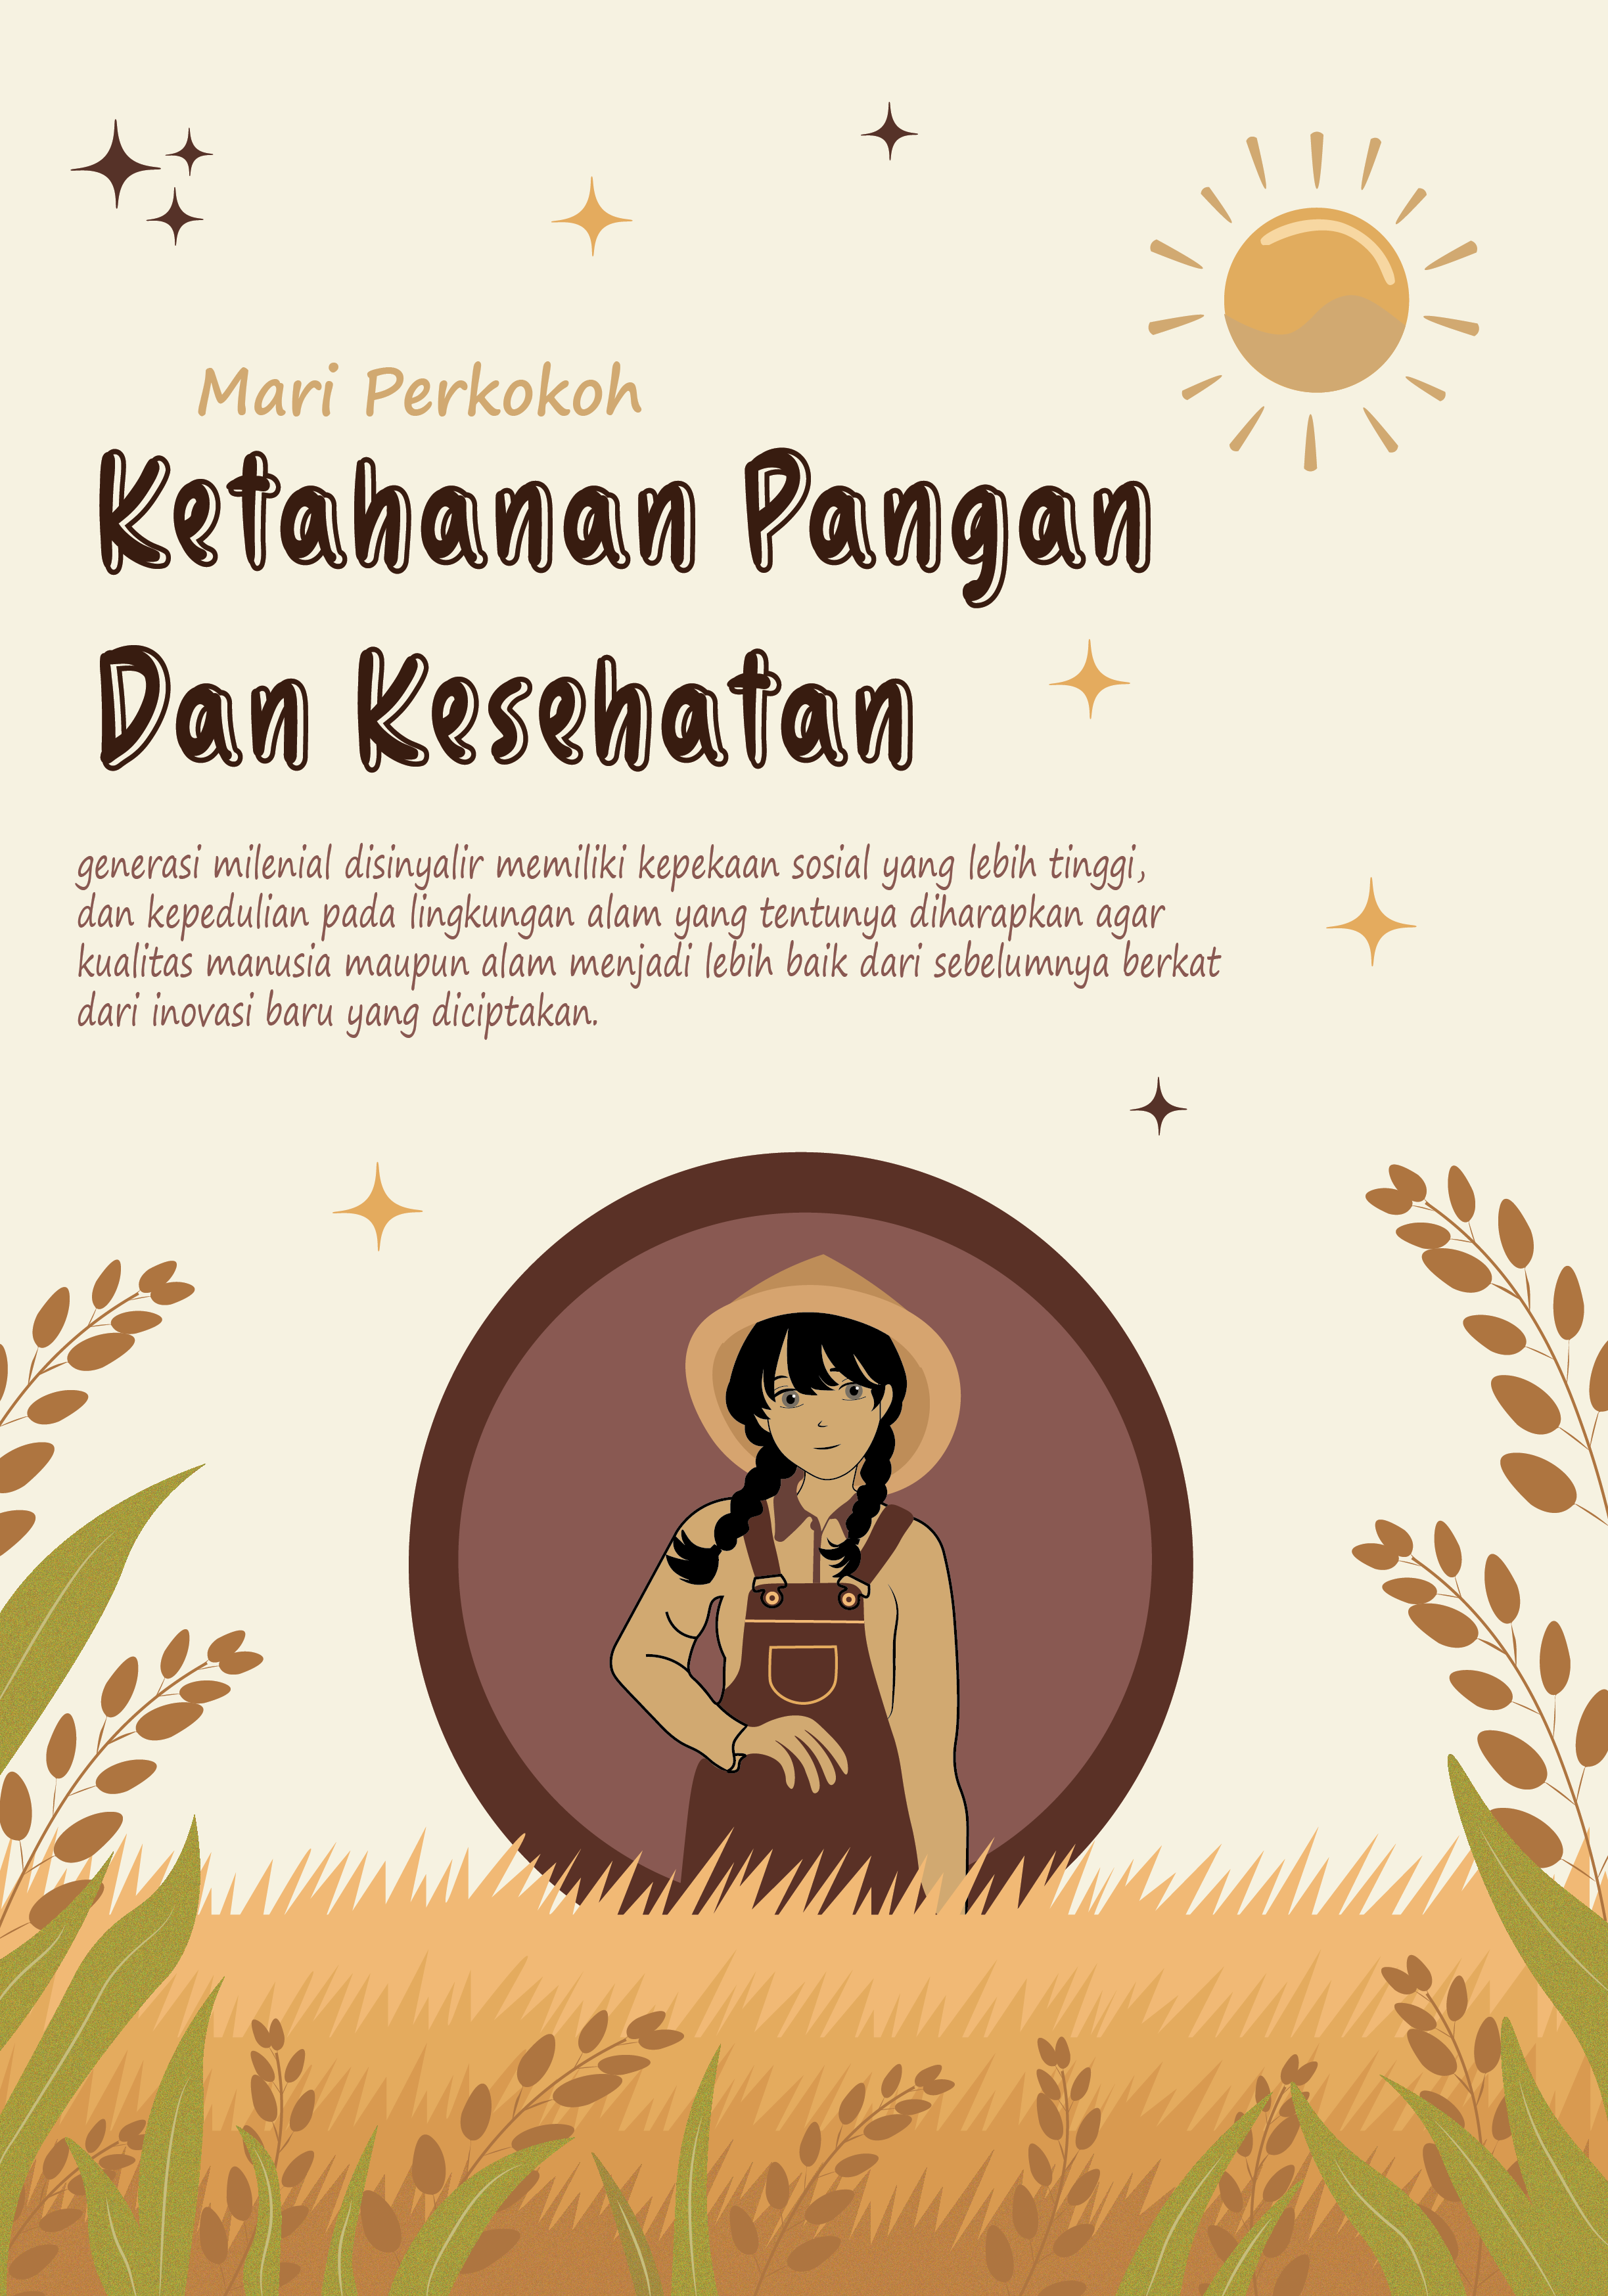 Mari Perkokoh
Ketahanan Pangan
Dan Kesehatan
generasi milenial disinyalir memiliki kepekaan sosial yang lebih tinggi,
dan kepedulian pada lingkungan alam yang tentunya diharapkan agar
kualitas manusia maupun alam menjadi lebih baik dari sebelumnya berkat
dari inovasi baru yang diciptakan.